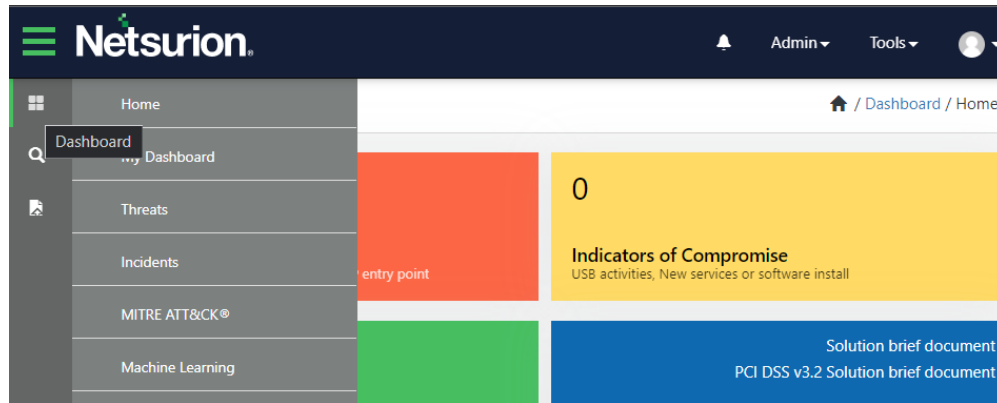 Netsurion.
Admin
Tools
Home
/ Dashboard / Home
Dashboard
My Dashboard
Threats
Incidents
MITRE ATT&CK®
Machine Learning
entry point
0
Indicators of Compromise
USB activities, New services or software install
Solution brief document
PCI DSS v3.2 Solution brief document